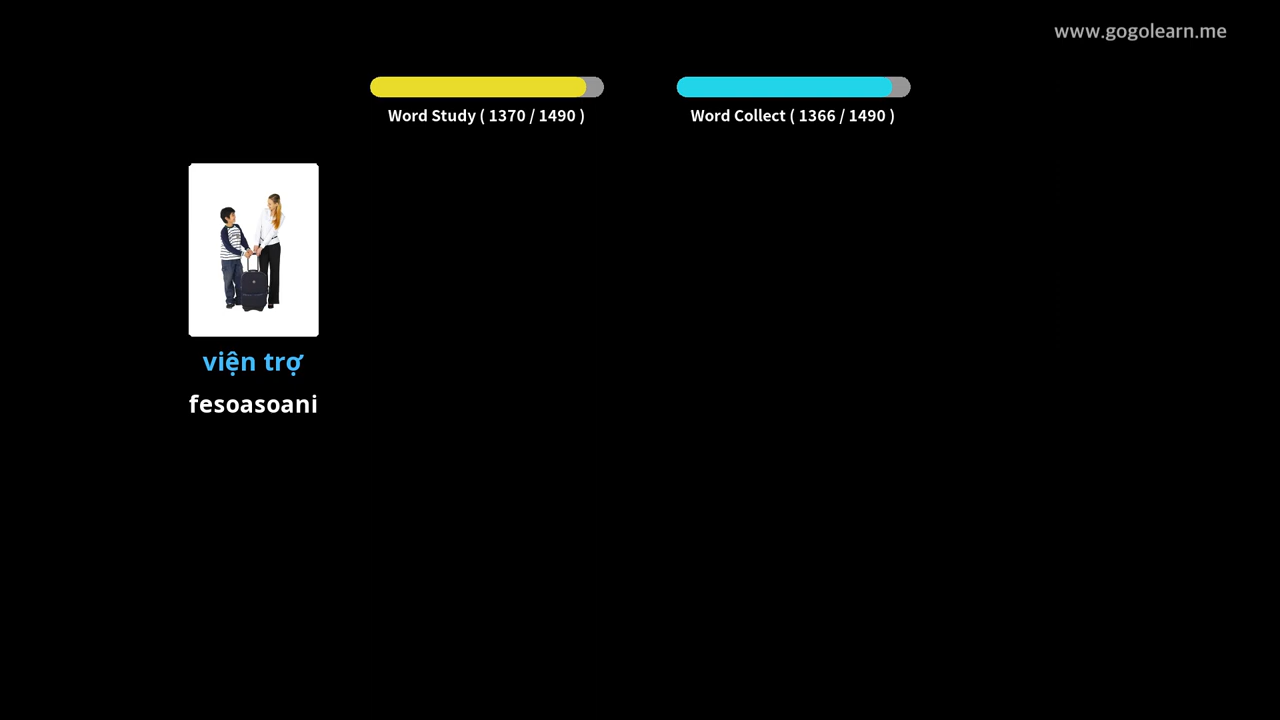 www.gogolearn.me
Word Study ( 1370 / 1490 )
Word Collect ( 1366 / 1490 )
viện trợ
fesoasoani